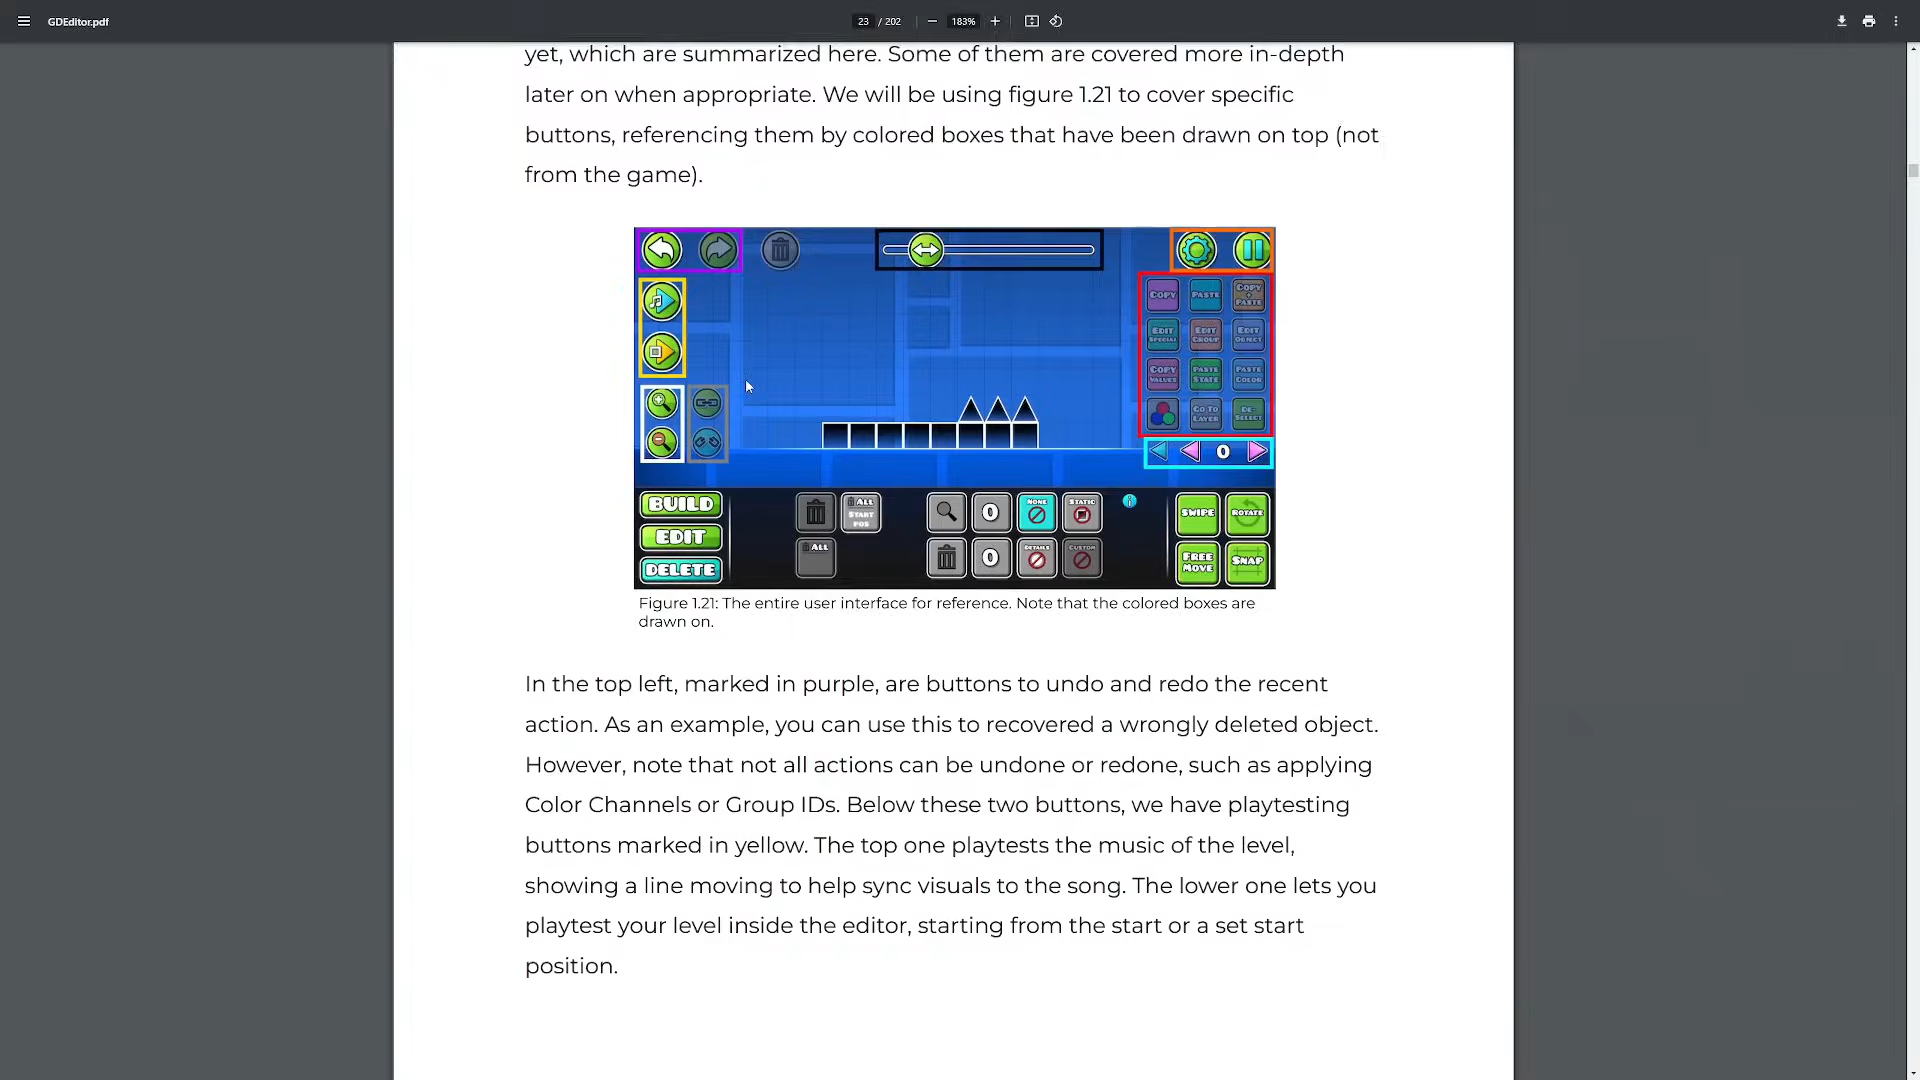 GDEditor.pdf
23 / 202
183%
yet, which are summarized here. Some of them are covered more in-depth
later on when appropriate. We will be using figure 1.21 to cover specific
buttons, referencing them by colored boxes that have been drawn on top (not
from the game).
COPY PASTE COPY + PASTE
EDIT SPECIAL EDIT GROUP EDIT OBJECT
COPY VALUES PASTE STATE PASTE COLOR
GO TO LAYER DE-SELECT
0
BUILD
EDIT
DELETE
ALL START POS
ALL
0 NONE STATIC
0 DETAILS CUSTOM
SWIPE ROTATE
FREE MOVE SNAP
Figure 1.21: The entire user interface for reference. Note that the colored boxes are
drawn on.
In the top left, marked in purple, are buttons to undo and redo the recent
action. As an example, you can use this to recovered a wrongly deleted object.
However, note that not all actions can be undone or redone, such as applying
Color Channels or Group IDs. Below these two buttons, we have playtesting
buttons marked in yellow. The top one playtests the music of the level,
showing a line moving to help sync visuals to the song. The lower one lets you
playtest your level inside the editor, starting from the start or a set start
position.